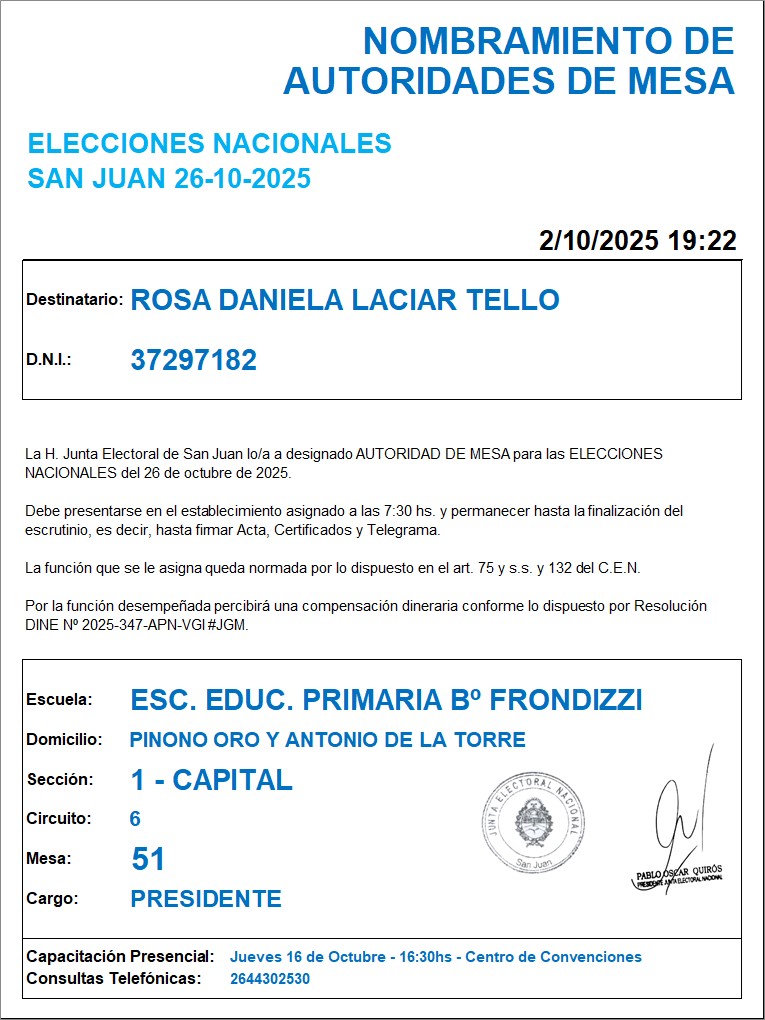 NOMBRAMIENTO DE
AUTORIDADES DE MESA
ELECCIONES NACIONALES
SAN JUAN 26-10-2025
2/10/2025 19:22
Destinatario: ROSA DANIELA LACIAR TELLO
D.N.I.: 37297182
La H. Junta Electoral de San Juan lo/a a designado AUTORIDAD DE MESA para las ELECCIONES
NACIONALES del 26 de octubre de 2025.
Debe presentarse en el establecimiento asignado a las 7:30 hs. y permanecer hasta la finalización del
escrutinio, es decir, hasta firmar Acta, Certificados y Telegrama.
La función que se le asigna queda normada por lo dispuesto en el art. 75 y s.s. y 132 del C.E.N.
Por la función desempeñada percibirá una compensación dineraria conforme lo dispuesto por Resolución
DINE Nº 2025-347-APN-VGI#JGM.
Escuela: ESC. EDUC. PRIMARIA Bº FRONDIZZI
Domicilio: PINONO ORO Y ANTONIO DE LA TORRE
Sección: 1 - CAPITAL
Circuito: 6
Mesa: 51
Cargo: PRESIDENTE
JUNTA ELECTORAL NACIONAL
San Juan
PABLO OSCAR QUIRÓS
PRESIDENTE JUNTA ELECTORAL NACIONAL
Capacitación Presencial: Jueves 16 de Octubre - 16:30hs - Centro de Convenciones
Consultas Telefónicas: 2644302530